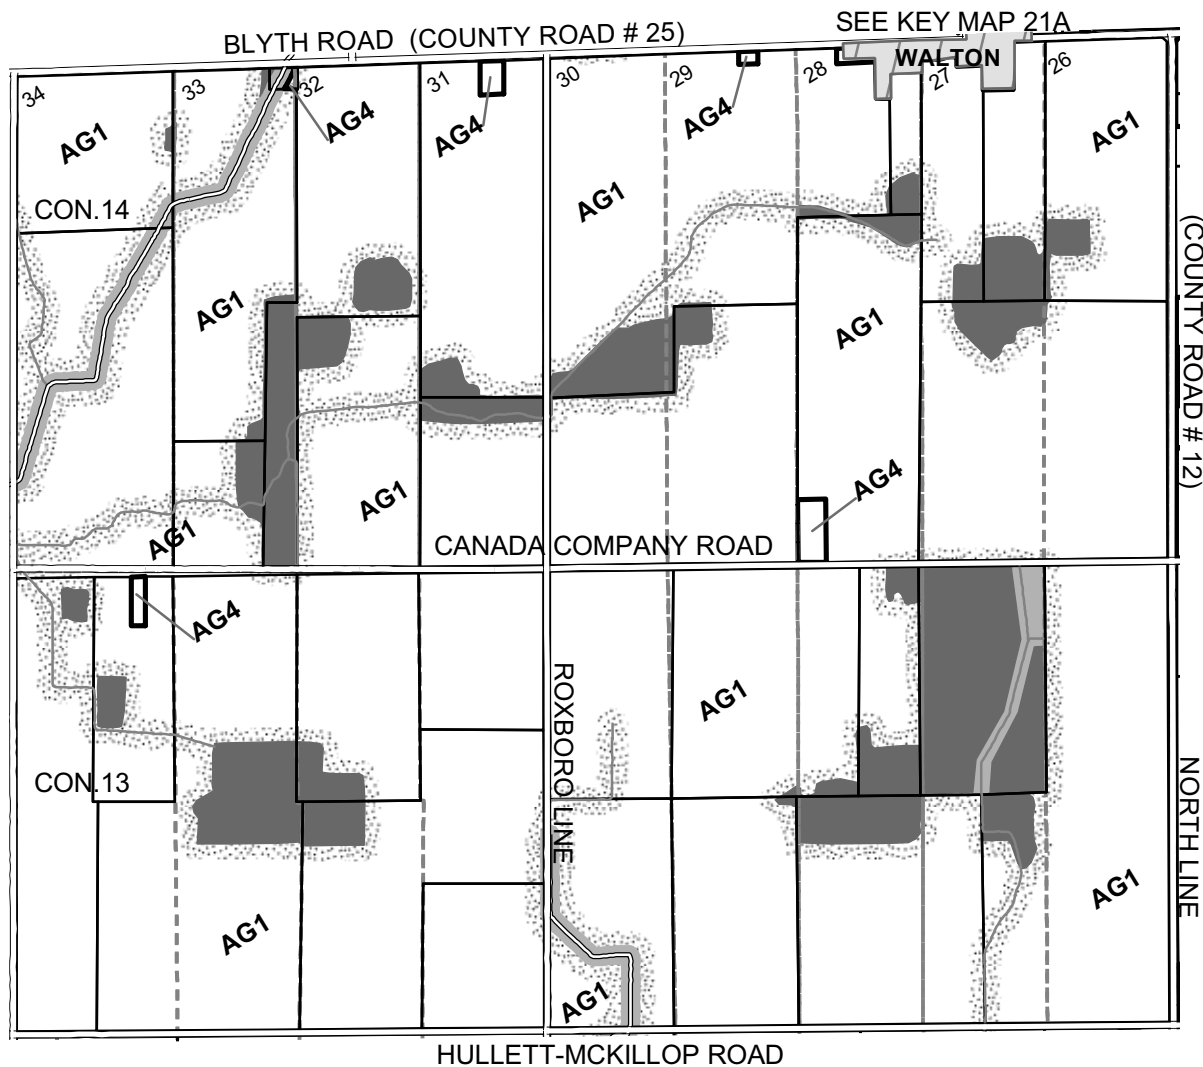 SEE KEY MAP 21A
BLYTH ROAD (COUNTY ROAD # 25)
WALTON
34
33
32
31
30
29
28
27
26
AG1
AG4
AG4
AG4
AG1
CON.14
AG1
(COUNTY ROAD # 12)
AG1
AG1
AG4
AG1
AG1
CANADA COMPANY ROAD
AG4
ROXBORO LINE
AG1
CON.13
NORTH LINE
AG1
AG1
AG1
HULLETT-MCKILLOP ROAD